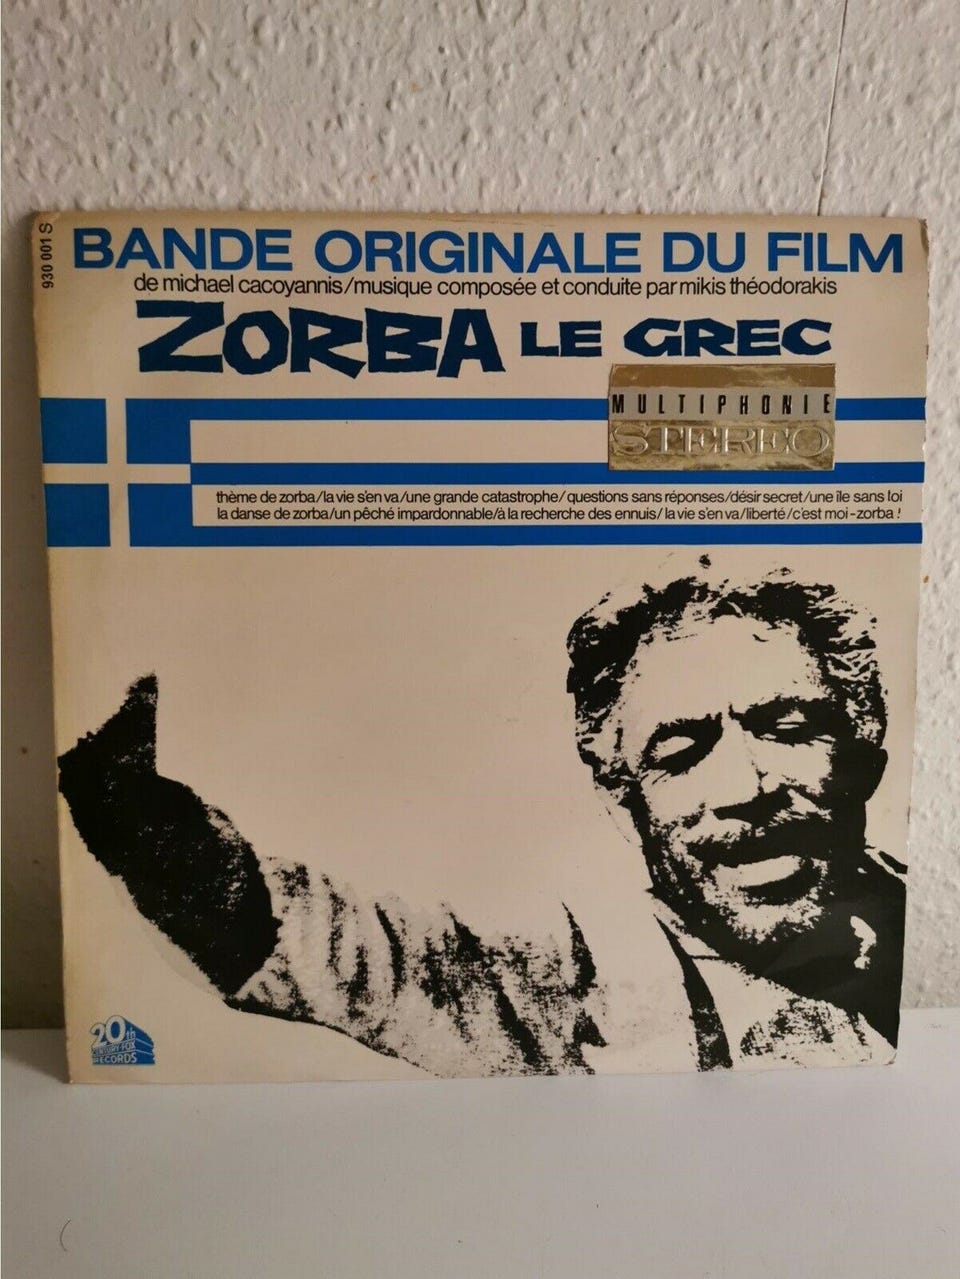 930 001 S
BANDE ORIGINALE DU FILM
de michael cacoyannis/musique composée et conduite par mikis théodorakis
ZORBA LE GREC
MULTIPHONIE
STEREO
thème de zorba/la vie s'en va/une grande catastrophe/questions sans réponses/désir secret/une île sans loi
la danse de zorba/un pêché impardonnable/à la recherche des ennuis/la vie s'en va/liberté/c'est moi-zorba!
20th
CENTURY-FOX
RECORDS